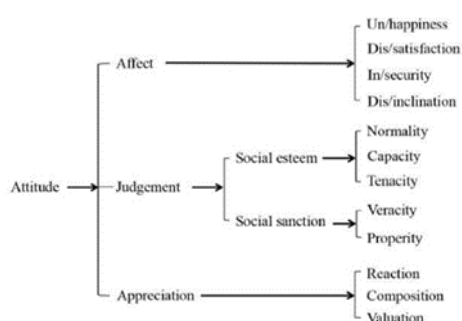 Un/happiness
Dis/satisfaction
Affect
In/security
Dis/inclination
Normality
Social esteem
Capacity
Tenacity
Attitude
Judgement
Veracity
Social sanction
Properity
Reaction
Appreciation
Composition
Valuation